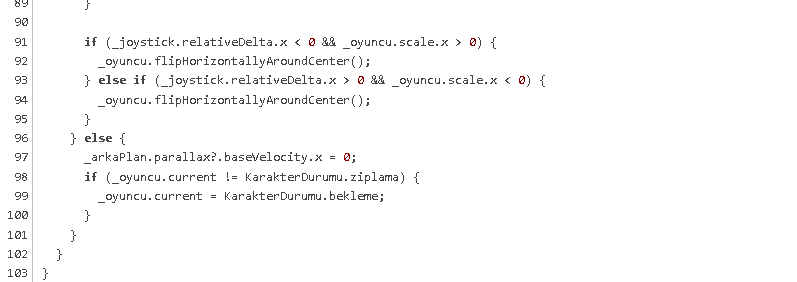 89       }
90
91       if (_joystick.relativeDelta.x < 0 && _oyuncu.scale.x > 0) {
92         _oyuncu.flipHorizontallyAroundCenter();
93       } else if (_joystick.relativeDelta.x > 0 && _oyuncu.scale.x < 0) {
94         _oyuncu.flipHorizontallyAroundCenter();
95       }
96     } else {
97       _arkaPlan.parallax?.baseVelocity.x = 0;
98       if (_oyuncu.current != KarakterDurumu.ziplama) {
99         _oyuncu.current = KarakterDurumu.bekleme;
100       }
101     }
102   }
103 }